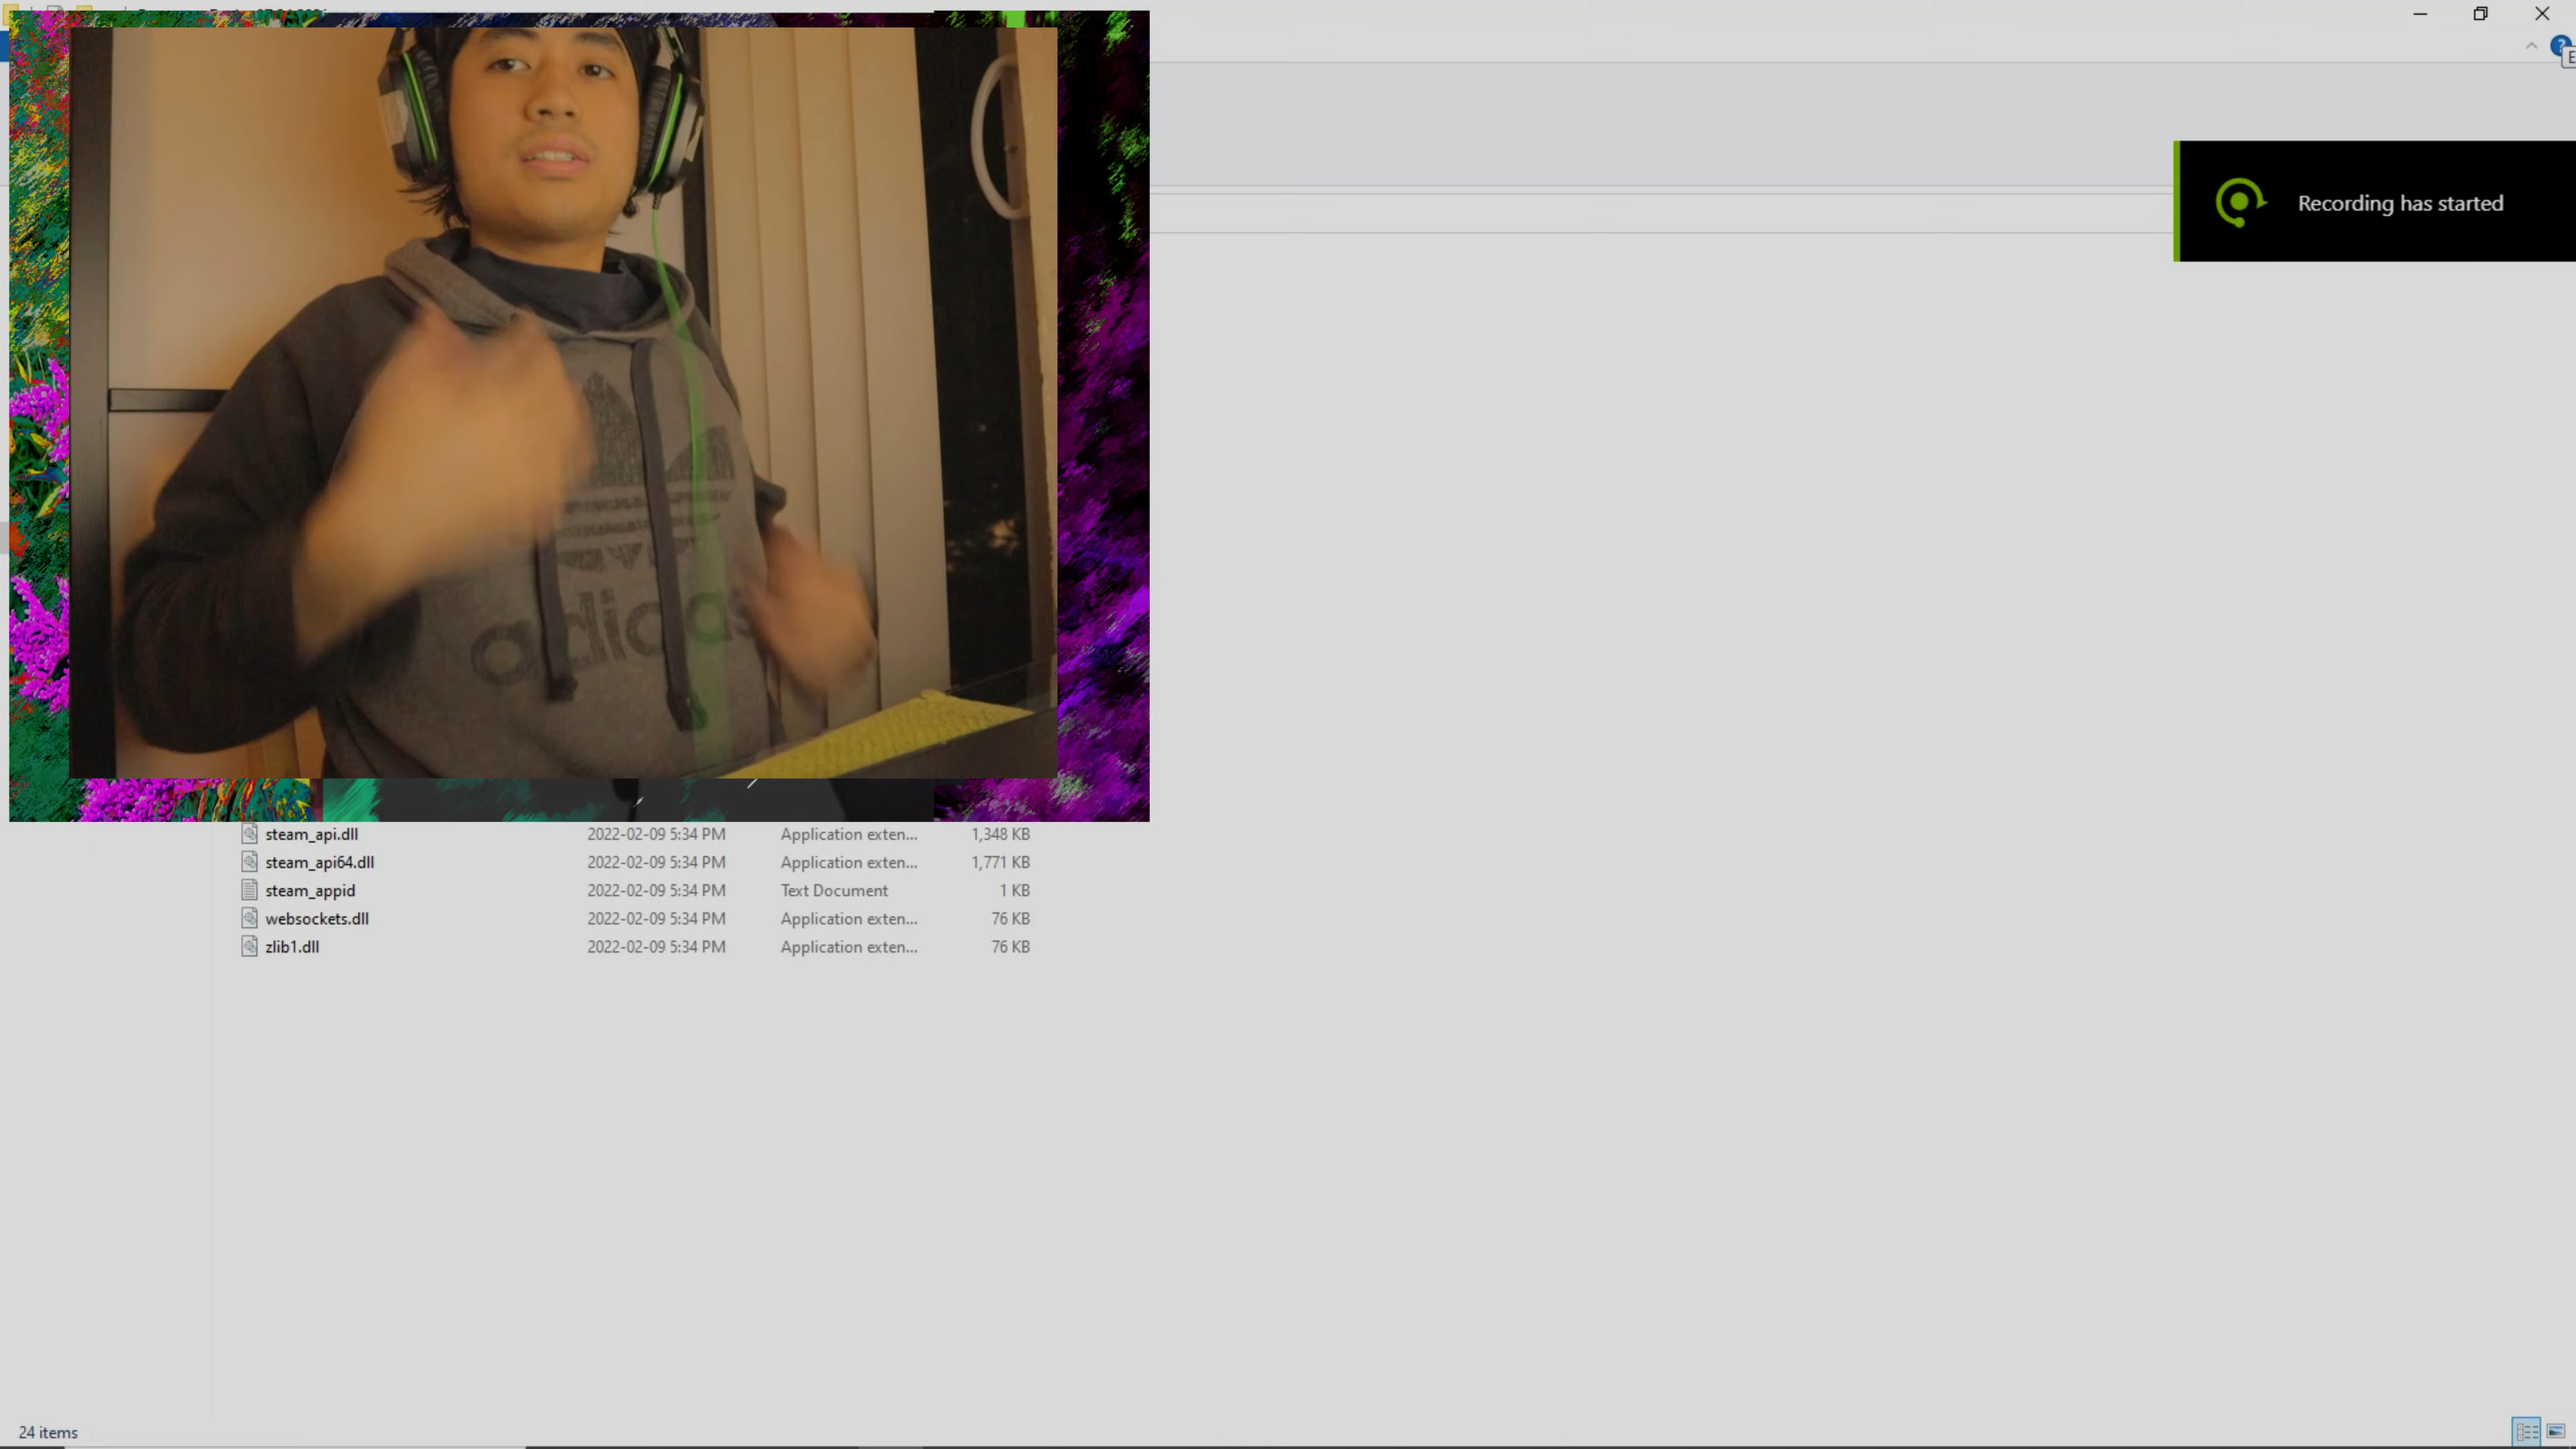 Recording has started
adidas
steam_api.dll 2022-02-09 5:34 PM Application exten... 1,348 KB
steam_api64.dll 2022-02-09 5:34 PM Application exten... 1,771 KB
steam_appid 2022-02-09 5:34 PM Text Document 1 KB
websockets.dll 2022-02-09 5:34 PM Application exten... 76 KB
zlib1.dll 2022-02-09 5:34 PM Application exten... 76 KB
24 items